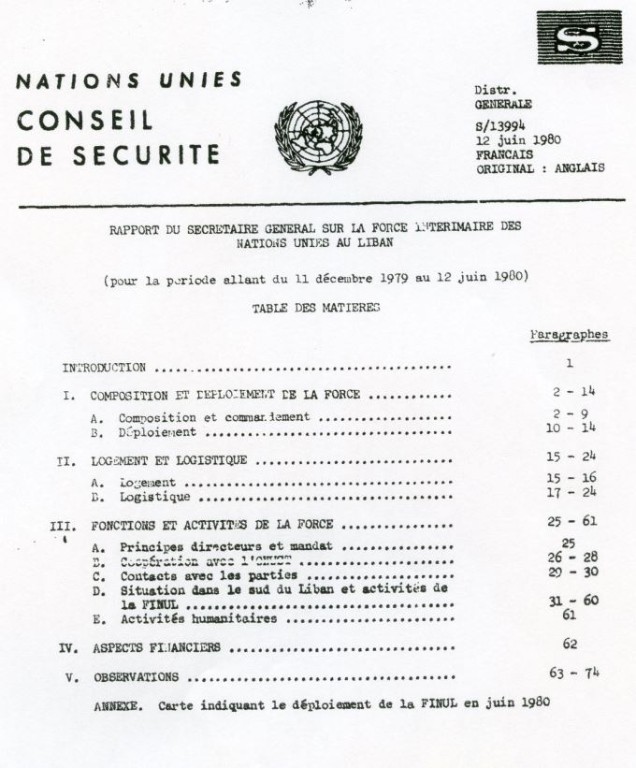 S
NATIONS UNIES
CONSEIL
DE SECURITE
Distr.
GENERALE
S/13994
12 juin 1980
FRANCAIS
ORIGINAL : ANGLAIS
RAPPORT DU SECRETAIRE GENERAL SUR LA FORCE INTERIMAIRE DES
NATIONS UNIES AU LIBAN
(pour la periode allant du 11 décembre 1979 au 12 juin 1980)
TABLE DES MATIERES
Paragraphes
INTRODUCTION ........................................ 1
I. COMPOSITION ET DEPLOIEMENT DE LA FORCE ............ 2 - 14
A. Composition et commandement ................... 2 - 9
B. Déploiement ................................... 10 - 14
II. LOGEMENT ET LOGISTIQUE ........................... 15 - 24
A. Logement ...................................... 15 - 16
B. Logistique .................................... 17 - 24
III. FONCTIONS ET ACTIVITES DE LA FORCE ............... 25 - 61
A. Principes directeurs et mandat ................ 25
B. Coopération avec l'ONUST ...................... 26 - 28
C. Contacts avec les parties ..................... 29 - 30
D. Situation dans le sud du Liban et activités de
la FINUL ...................................... 31 - 60
E. Activités humanitaires ........................ 61
IV. ASPECTS FINANCIERS ............................... 62
V. OBSERVATIONS ..................................... 63 - 74
ANNEXE. Carte indiquant le déploiement de la FINUL en juin 1980